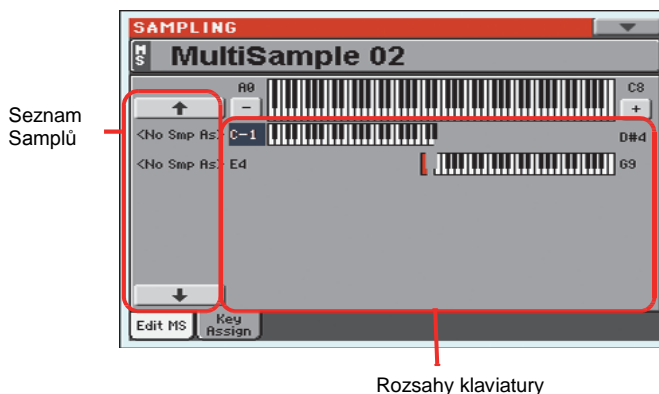 SAMPLING
MS MultiSample 02
A0 C8
- +
<No Smp As> C-1 D#4
<No Smp As> E4 G9
Edit MS Key Assign
Seznam
Samplů
Rozsahy klaviatury